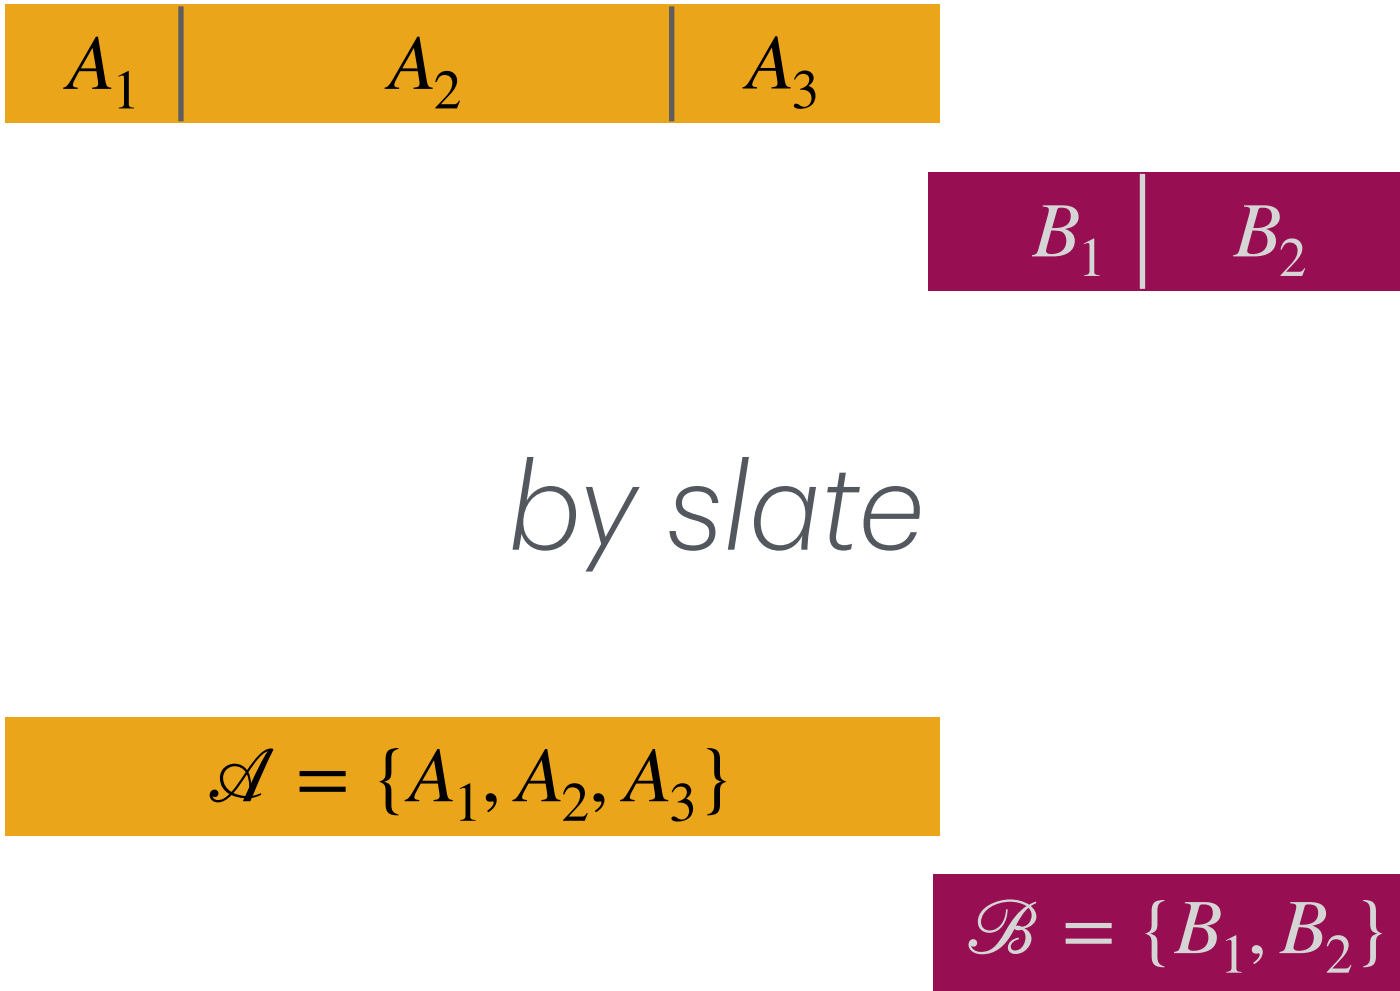 A₁ A₂ A₃
B₁ B₂
by slate
𝒜 = {A₁, A₂, A₃}
ℬ = {B₁, B₂}